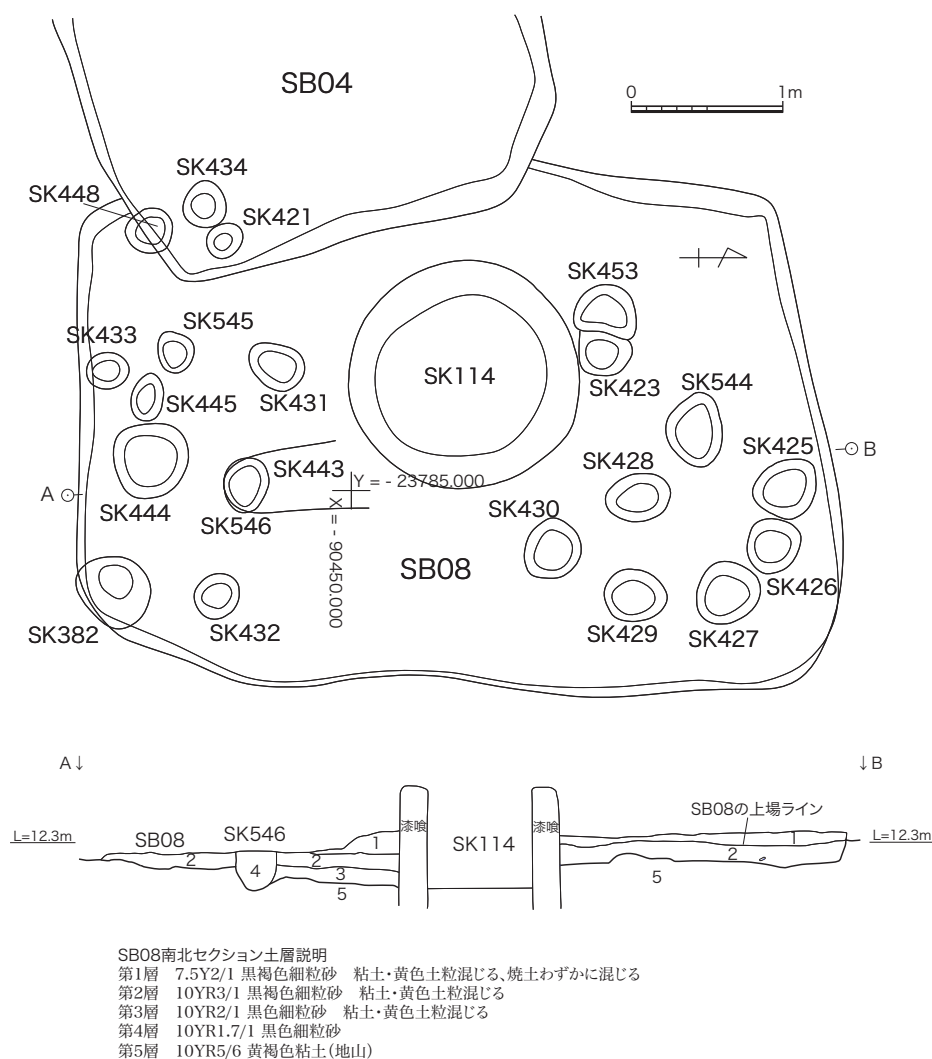 SB04
0 1m
SK434
SK448
SK421
SK453
SK545
SK433
SK114
SK423
SK544
SK445
SK431
SK425
B
SK428
SK443
Y = - 23785.000
A
SK444
SK546
X = - 90450.000
SK430
SB08
SK426
SK382
SK432
SK429
SK427
A↓
↓B
SB08の上場ライン
L=12.3m
SB08
SK546
漆喰
SK114
漆喰
L=12.3m
1
1
2
2
2
4
3
5
5
SB08南北セクション土層説明
第1層 7.5Y2/1 黒褐色細粒砂 粘土・黄色土粒混じる、焼土わずかに混じる
第2層 10YR3/1 黒褐色細粒砂 粘土・黄色土粒混じる
第3層 10YR2/1 黒色細粒砂 粘土・黄色土粒混じる
第4層 10YR1.7/1 黒色細粒砂
第5層 10YR5/6 黄褐色粘土(地山)